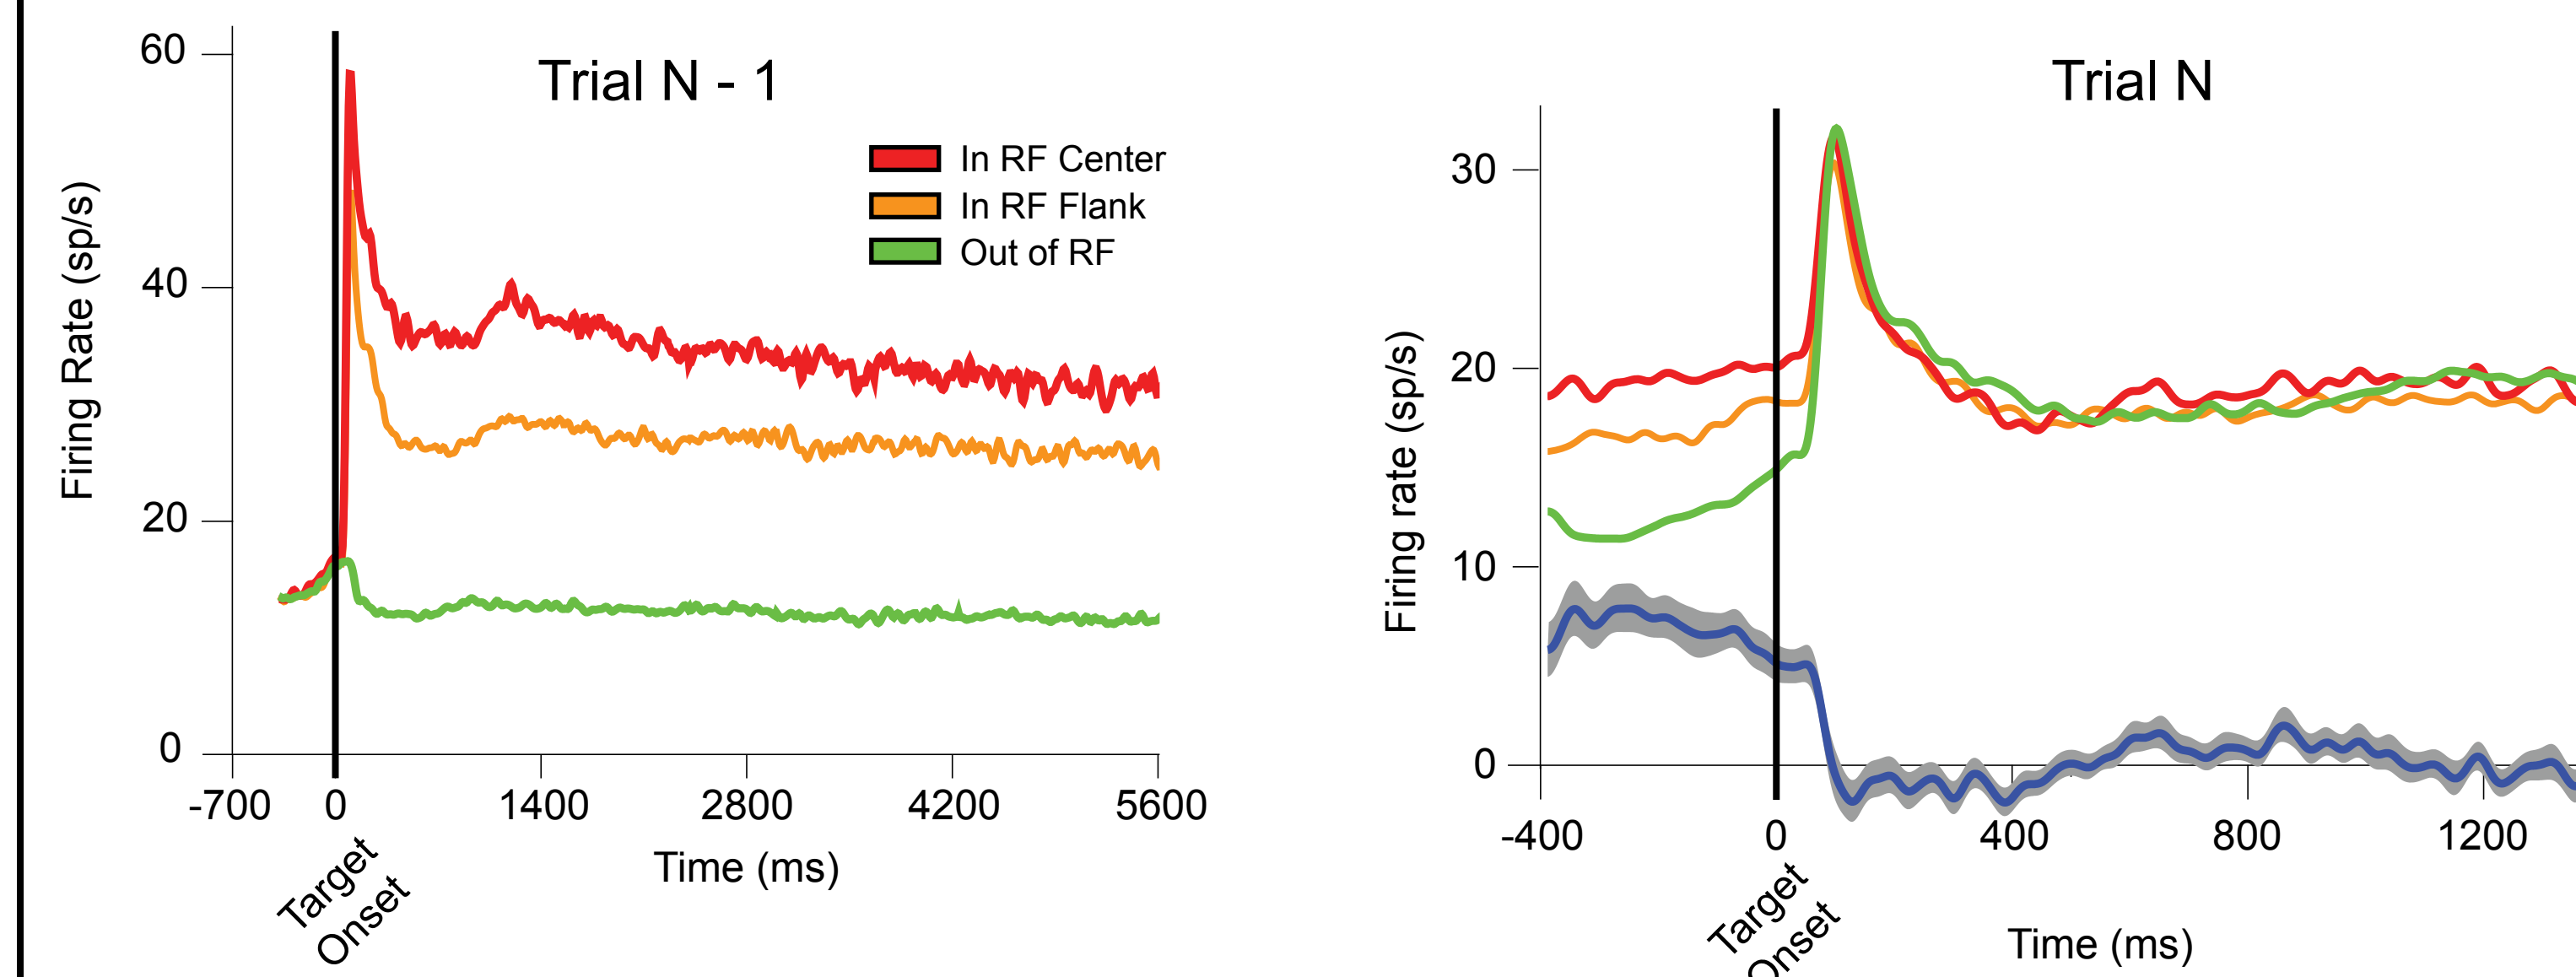 Trial N - 1
Firing Rate (sp/s)
60
40
20
0
In RF Center
In RF Flank
Out of RF
-700
0
1400
2800
4200
5600
Target
Onset
Time (ms)
Trial N
Firing rate (sp/s)
30
20
10
0
-400
0
400
800
1200
Target
Onset
Time (ms)